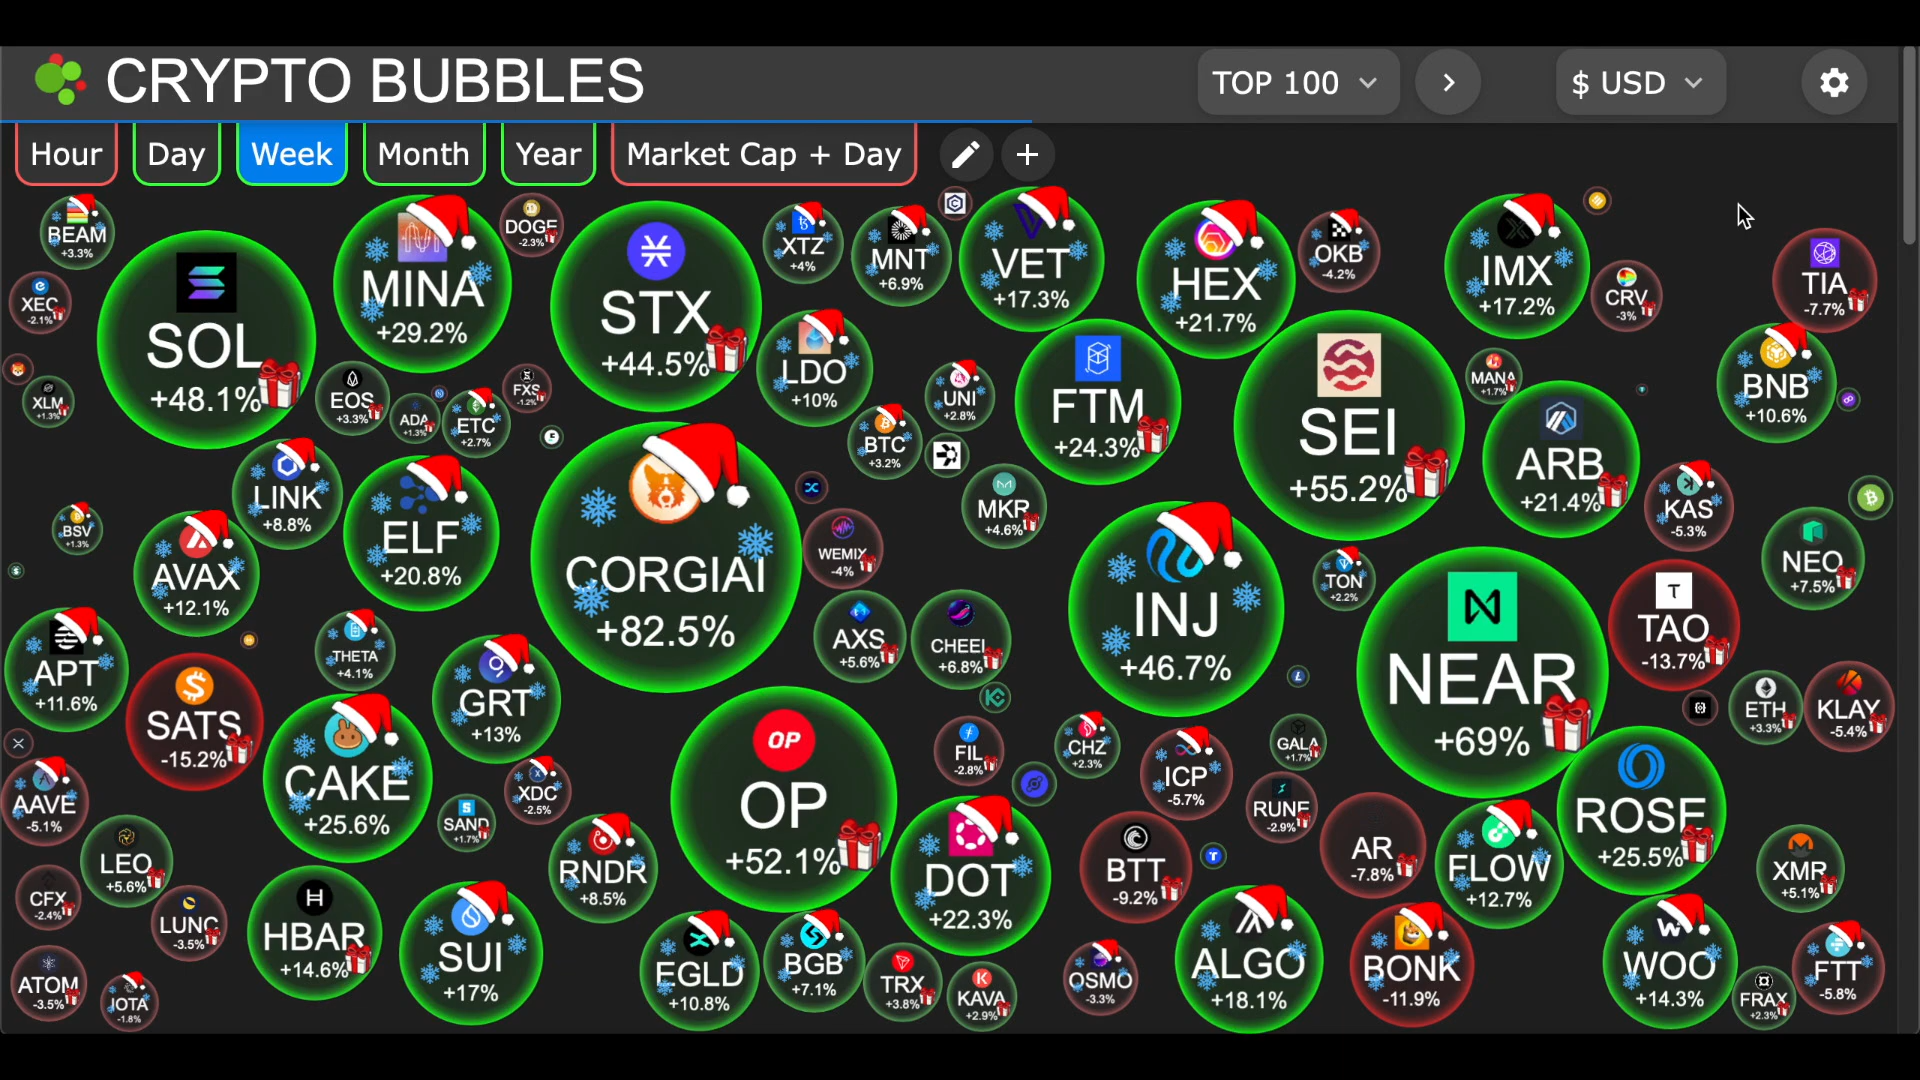 CRYPTO BUBBLES
TOP 100
$ USD
Hour
Day
Week
Month
Year
Market Cap + Day
BEAM
+3.3%
DOGE
-2.3%
XEC
-2.1%
SOL
+48.1%
MINA
+29.2%
STX
+44.5%
XTZ
+4%
MNT
+6.9%
VET
+17.3%
HEX
+21.7%
OKB
-4.2%
IMX
+17.2%
CRV
-3%
TIA
-7.7%
XLM
+1.3%
EOS
+3.3%
ADA
+1.3%
ETC
+2.7%
FXS
-1.2%
LDO
+10%
UNI
+2.8%
BTC
+3.2%
FTM
+24.3%
SEI
+55.2%
MANA
+1.7%
ARB
+21.4%
BNB
+10.6%
LINK
+8.8%
ELF
+20.8%
CORGIAI
+82.5%
MKR
+4.6%
KAS
-5.3%
BSV
+1.3%
AVAX
+12.1%
WEMIX
-4%
INJ
+46.7%
TON
+2.2%
NEO
+7.5%
APT
+11.6%
THETA
+4.1%
GRT
+13%
AXS
+5.6%
CHEEL
+6.8%
NEAR
+69%
TAO
-13.7%
SATS
-15.2%
CAKE
+25.6%
OP
OP
+52.1%
FIL
-2.8%
CHZ
+2.3%
ICP
-5.7%
GALA
+1.7%
ETH
+3.3%
KLAY
-5.4%
AAVE
-5.1%
XDC
-2.5%
SAND
+1.7%
RUNE
-2.9%
ROSE
+25.5%
LEO
+5.6%
RNDR
+8.5%
DOT
+22.3%
BTT
-9.2%
AR
-7.8%
FLOW
+12.7%
XMR
+5.1%
CFX
-2.4%
LUNC
-3.5%
HBAR
+14.6%
SUI
+17%
EGLD
+10.8%
BGB
+7.1%
TRX
+3.8%
KAVA
+2.9%
OSMO
-3.3%
ALGO
+18.1%
BONK
-11.9%
WOO
+14.3%
FRAX
+2.3%
FTT
-5.8%
ATOM
-3.5%
IOTA
-1.8%